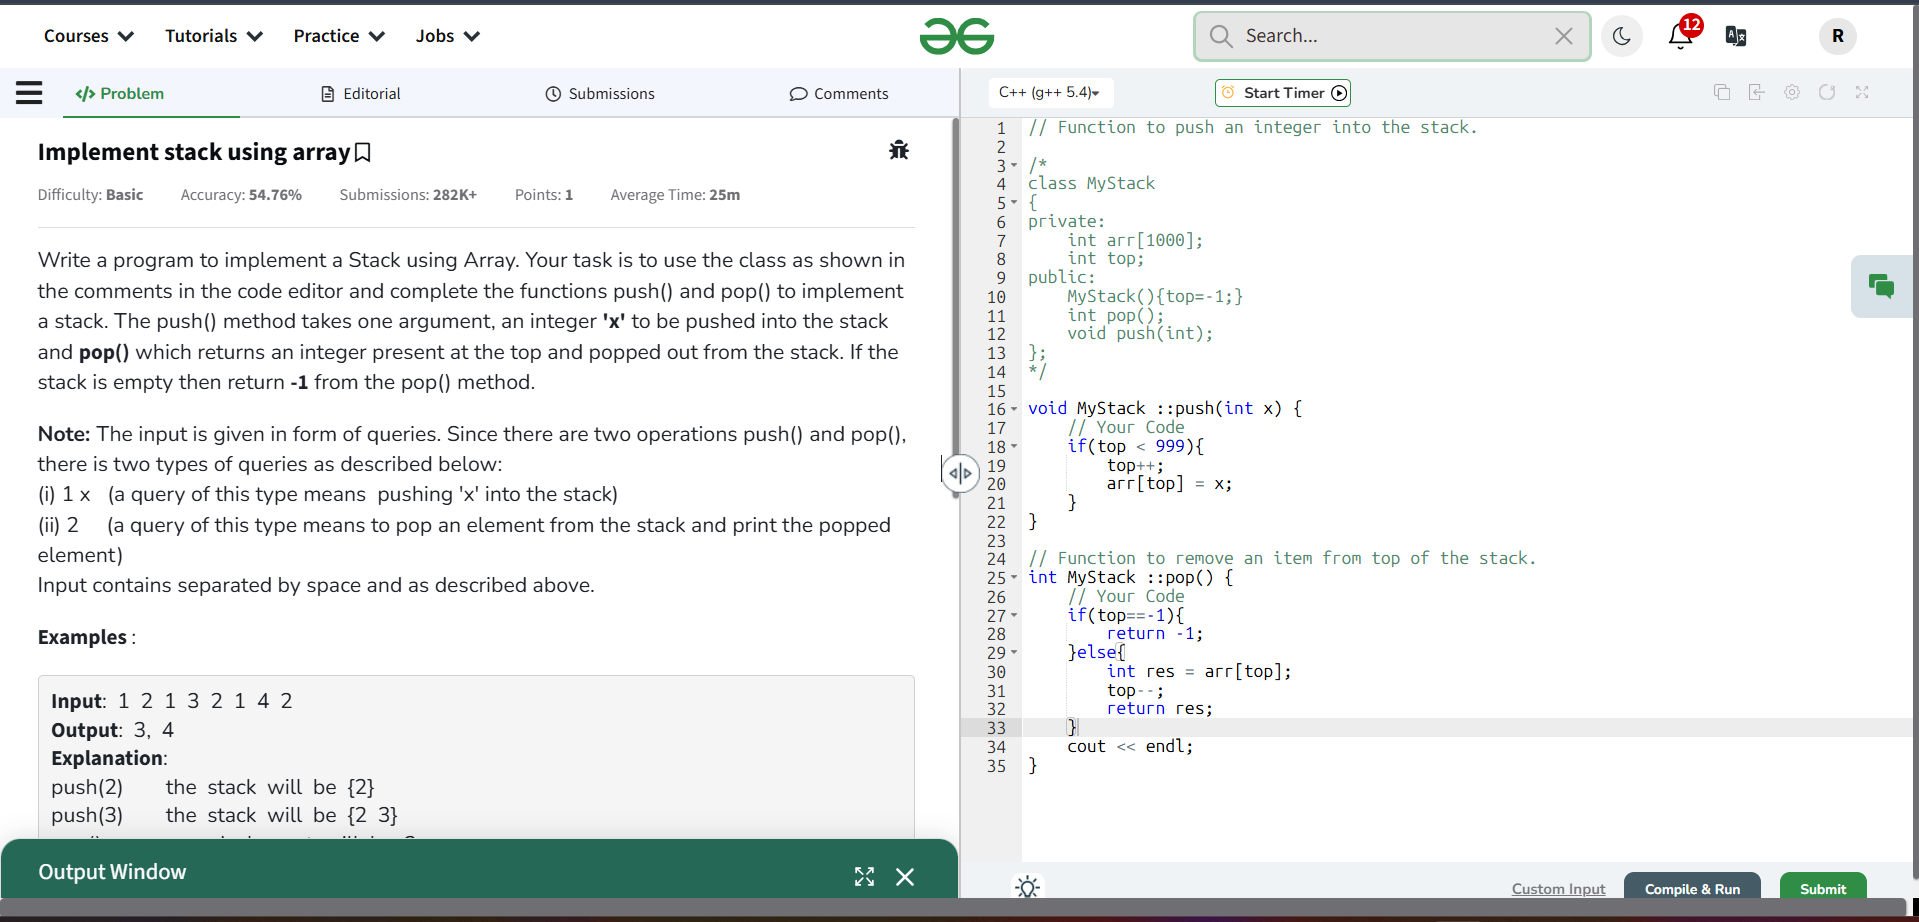 Courses Tutorials Practice Jobs Search... 12 R
Problem Editorial Submissions Comments C++ (g++ 5.4) Start Timer
Implement stack using array
Difficulty: Basic Accuracy: 54.76% Submissions: 282K+ Points: 1 Average Time: 25m
Write a program to implement a Stack using Array. Your task is to use the class as shown in
the comments in the code editor and complete the functions push() and pop() to implement
a stack. The push() method takes one argument, an integer 'x' to be pushed into the stack
and pop() which returns an integer present at the top and popped out from the stack. If the
stack is empty then return -1 from the pop() method.
Note: The input is given in form of queries. Since there are two operations push() and pop(),
there is two types of queries as described below:
(i) 1 x (a query of this type means pushing 'x' into the stack)
(ii) 2 (a query of this type means to pop an element from the stack and print the popped
element)
Input contains separated by space and as described above.
Examples :
Input: 1 2 1 3 2 1 4 2
Output: 3, 4
Explanation:
push(2) the stack will be {2}
push(3) the stack will be {2 3}
Output Window
1 // Function to push an integer into the stack.
2
3 /*
4 class MyStack
5 {
6 private:
7 int arr[1000];
8 int top;
9 public:
10 MyStack(){top=-1;}
11 int pop();
12 void push(int);
13 };
14 */
15
16 void MyStack ::push(int x) {
17 // Your Code
18 if(top < 999){
19 top++;
20 arr[top] = x;
21 }
22 }
23
24 // Function to remove an item from top of the stack.
25 int MyStack ::pop() {
26 // Your Code
27 if(top==-1){
28 return -1;
29 }else{
30 int res = arr[top];
31 top--;
32 return res;
33 }
34 cout << endl;
35 }
Custom Input Compile & Run Submit